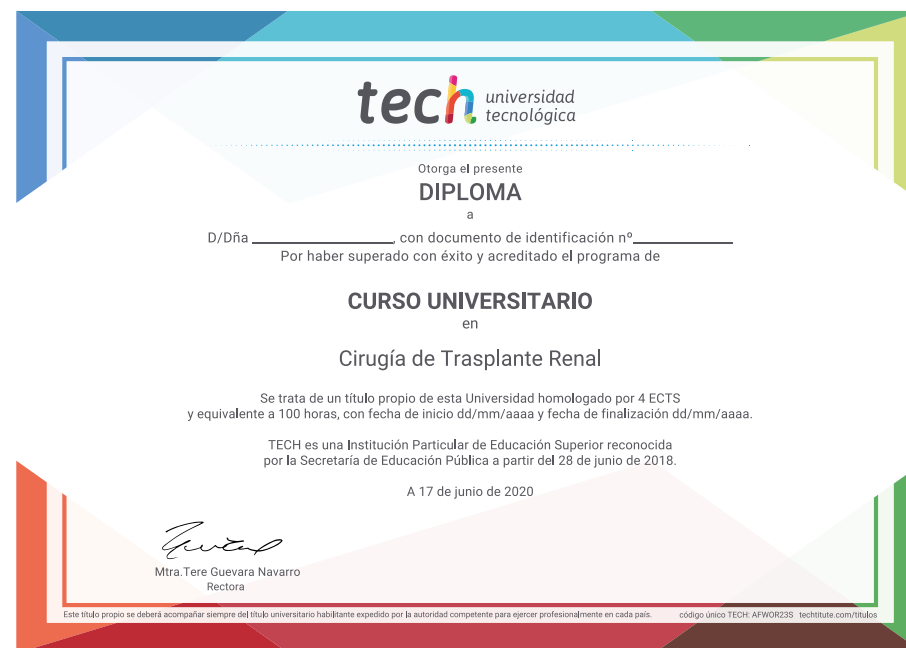 tech universidad
tecnológica
Otorga el presente
DIPLOMA
a
D/Dña ____________________, con documento de identificación nº______________
Por haber superado con éxito y acreditado el programa de
CURSO UNIVERSITARIO
en
Cirugía de Trasplante Renal
Se trata de un título propio de esta Universidad homologado por 4 ECTS
y equivalente a 100 horas, con fecha de inicio dd/mm/aaaa y fecha de finalización dd/mm/aaaa.
TECH es una Institución Particular de Educación Superior reconocida
por la Secretaría de Educación Pública a partir del 28 de junio de 2018.
A 17 de junio de 2020
Mtra.Tere Guevara Navarro
Rectora
Este título propio se deberá acompañar siempre del título universitario habilitante expedido por la autoridad competente para ejercer profesionalmente en cada país. código único TECH: AFWOR23S techtitute.com/titulos